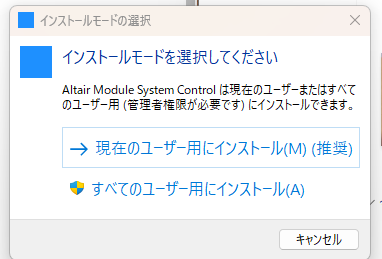 インストールモードの選択
インストールモードを選択してください
Altair Module System Control は現在のユーザーまたはすべて
のユーザー用 (管理者権限が必要です) にインストールできます。
現在のユーザー用にインストール(M) (推奨)
すべてのユーザー用にインストール(A)
キャンセル